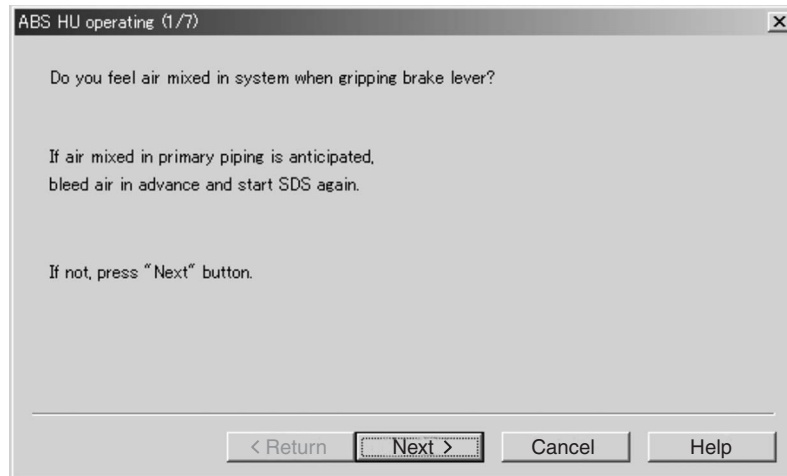 ABS HU operating (1/7)
Do you feel air mixed in system when gripping brake lever?
If air mixed in primary piping is anticipated,
bleed air in advance and start SDS again.
If not, press "Next" button.
< Return Next > Cancel Help